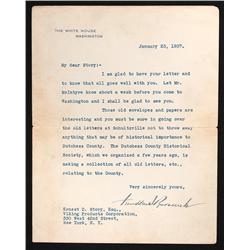 THE WHITE HOUSE
WASHINGTON
January 23, 1937.
My dear Story:-
I am glad to have your letter and
to know that all goes well with you. Let Mr.
McIntyre know about a week before you come to
Washington and I shall be glad to see you.
Those old envelopes and papers are
interesting and you must be sure in going over
the old letters at Schultzville not to throw away
anything that may be of historical importance to
Dutchess County. The Dutchess County Historical
Society, which we organized a few years ago, is
making a collection of all old letters, etc.,
relating to the County.
Very sincerely yours,
Franklin D. Roosevelt
Ernest D. Story, Esq.,
Viking Products Corporation,
330 West 42nd Street,
New York, N. Y.